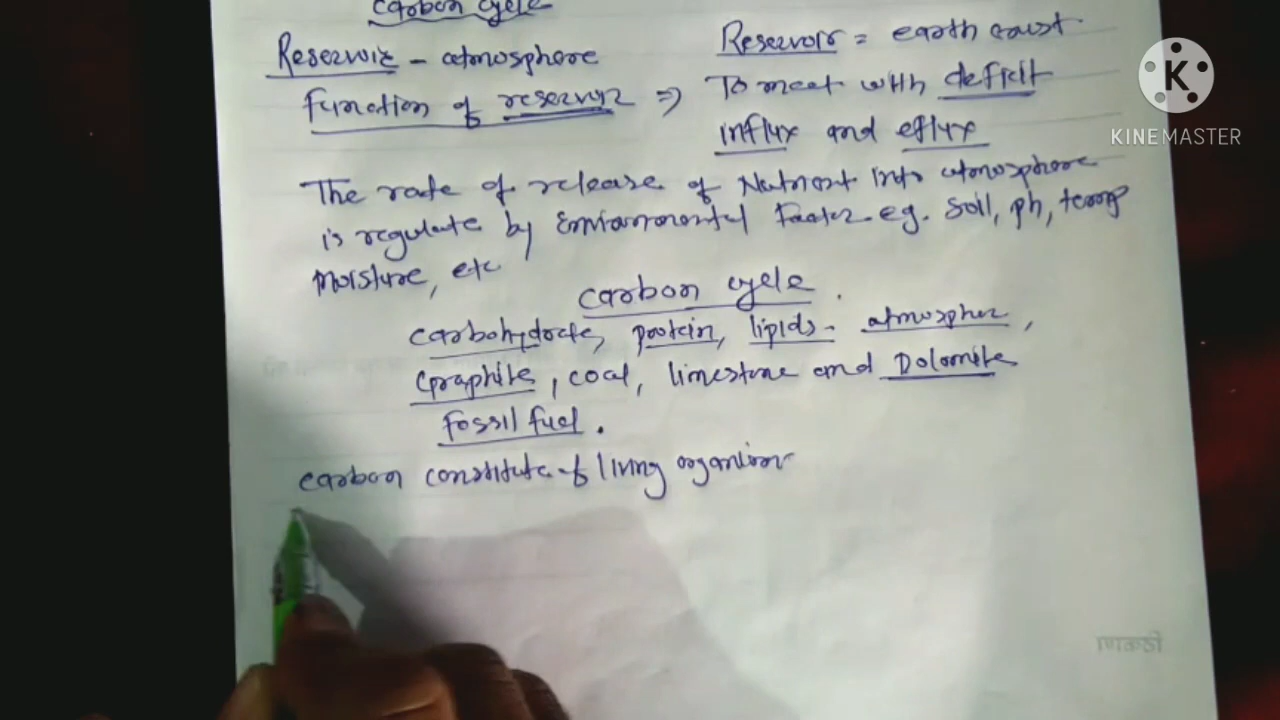 carbon cycle
Reservoir - atmosphere
Reservoir = earth crust
function of reservoir ⇒ To meet with deficit
influx and eflux
The rate of release of Nutrient into atmosphere
is regulate by Environmental Factor eg. soil, ph, temp
Moisture, etc
carbon cycle
carbohydrate, protein, lipids - atmospher,
Graphite, coal, limestone and Dolomite
fossil fuel.
carbon constitute of living organism
K
KINEMASTER